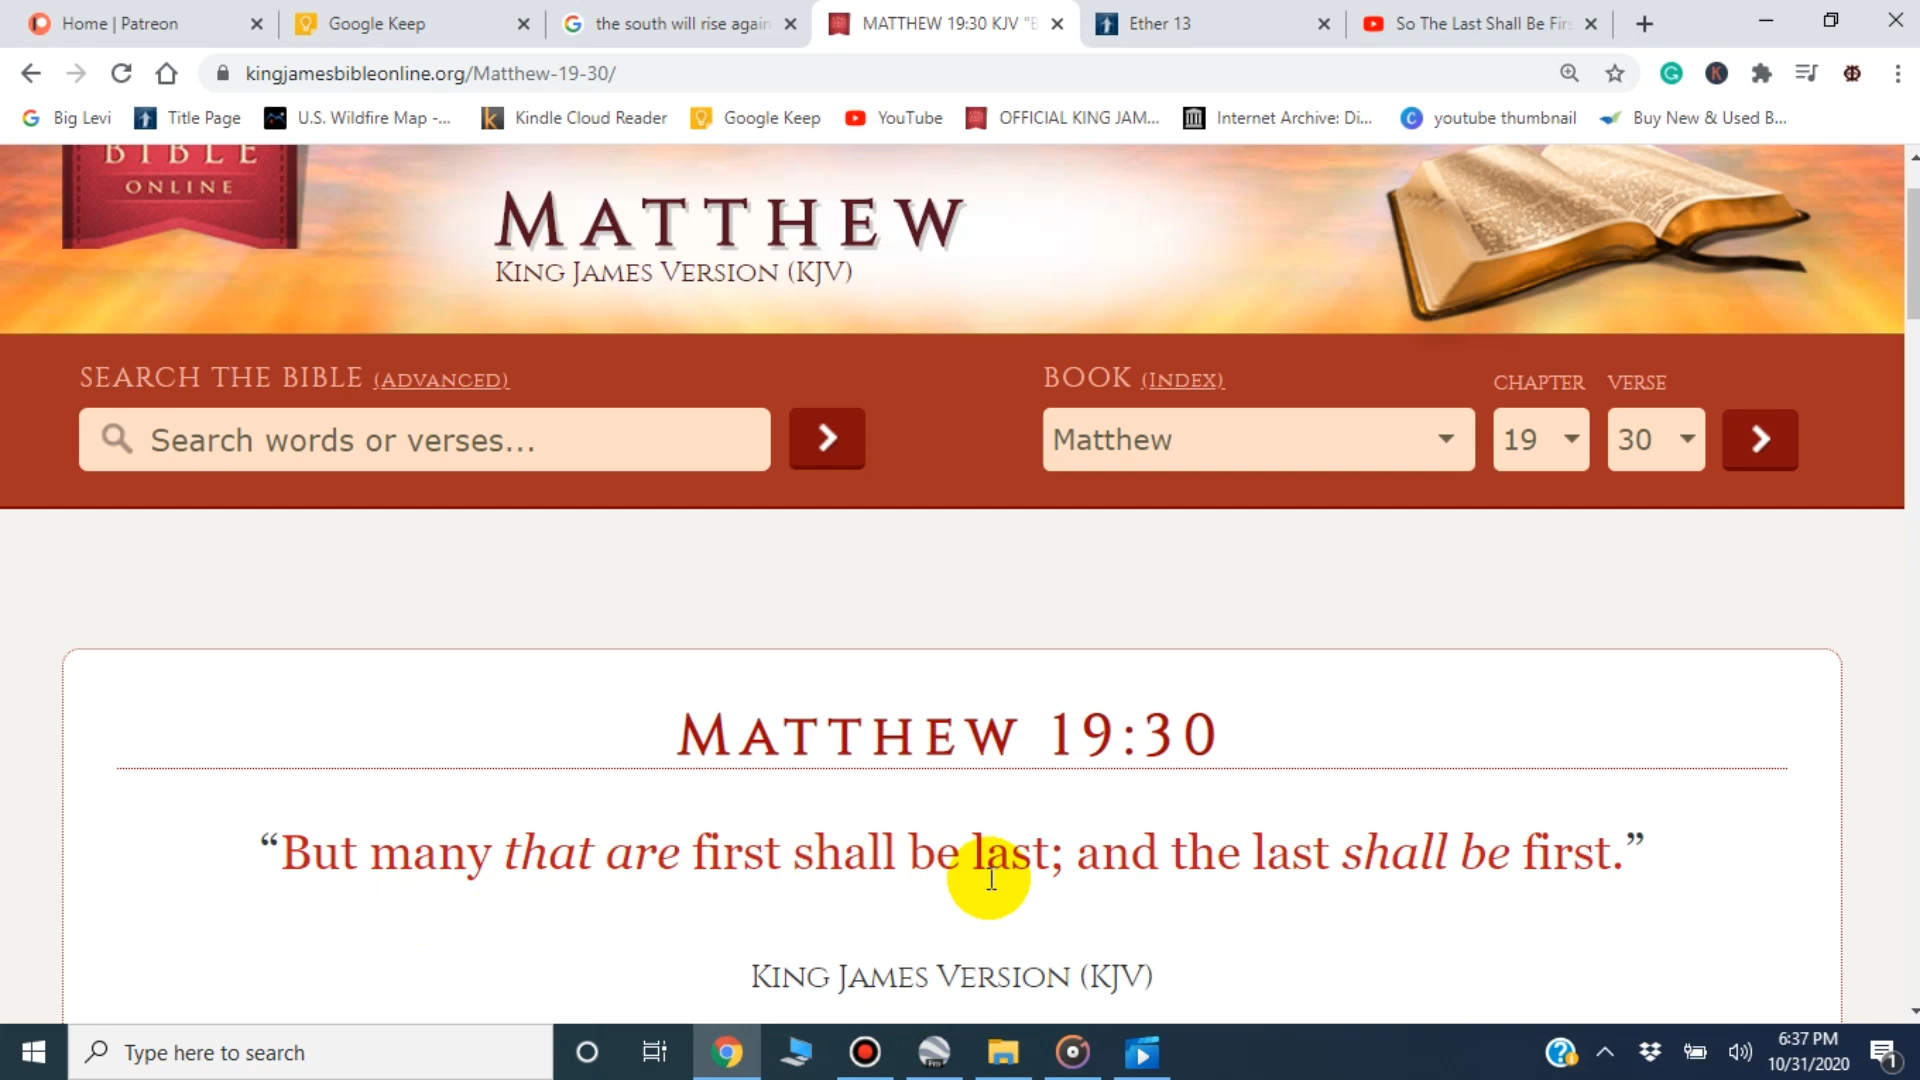 Home | Patreon
Google Keep
the south will rise again
MATTHEW 19:30 KJV "B
Ether 13
So The Last Shall Be Fir
kingjamesbibleonline.org/Matthew-19-30/
Big Levi
Title Page
U.S. Wildfire Map -...
Kindle Cloud Reader
Google Keep
YouTube
OFFICIAL KING JAM...
Internet Archive: Di...
youtube thumbnail
Buy New & Used B...
BIBLE
ONLINE
MATTHEW
KING JAMES VERSION (KJV)
SEARCH THE BIBLE (ADVANCED)
BOOK (INDEX)
CHAPTER
VERSE
Search words or verses...
Matthew
19
30
MATTHEW 19:30
“But many that are first shall be last; and the last shall be first.”
KING JAMES VERSION (KJV)
Type here to search
6:37 PM
10/31/2020
1